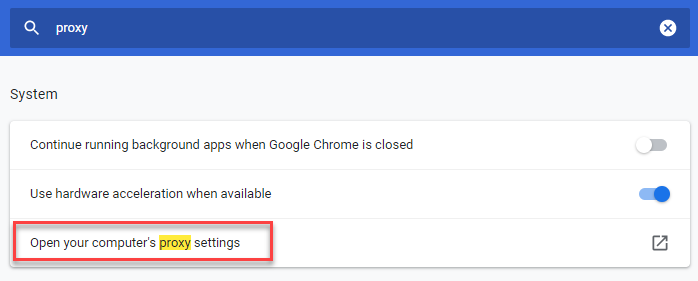 proxy
System
Continue running background apps when Google Chrome is closed
Use hardware acceleration when available
Open your computer's proxy settings